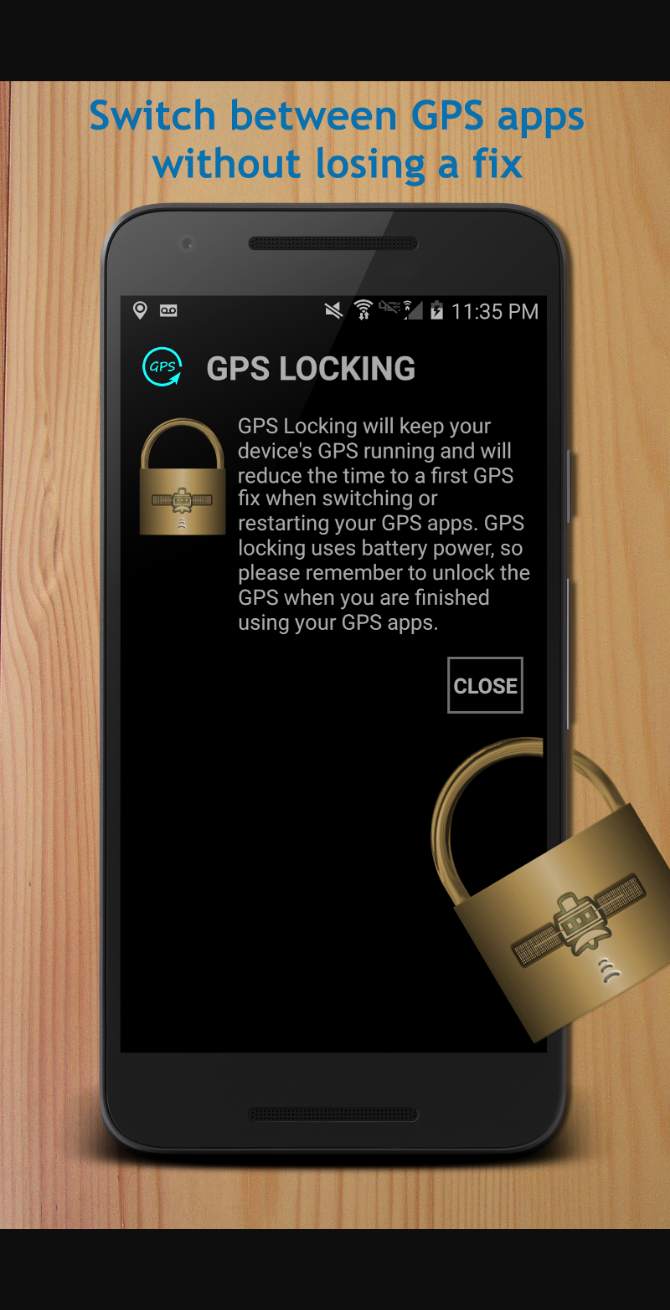 Switch between GPS apps
without losing a fix
11:35 PM
GPS
GPS LOCKING
GPS Locking will keep your
device's GPS running and will
reduce the time to a first GPS
fix when switching or
restarting your GPS apps. GPS
locking uses battery power, so
please remember to unlock the
GPS when you are finished
using your GPS apps.
CLOSE